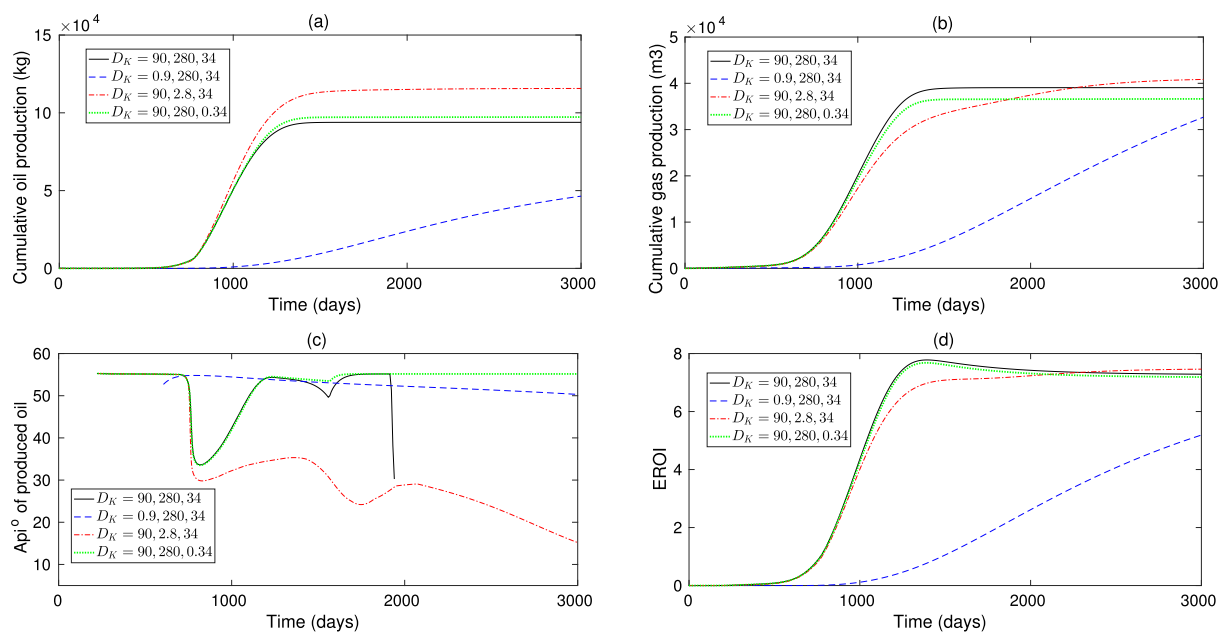 (a)
×10⁴
15
10
5
0
Cumulative oil production (kg)
D_K = 90, 280, 34
D_K = 0.9, 280, 34
D_K = 90, 2.8, 34
D_K = 90, 280, 0.34
0 1000 2000 3000
Time (days)
(b)
×10⁴
5
4
3
2
1
0
Cumulative gas production (m3)
D_K = 90, 280, 34
D_K = 0.9, 280, 34
D_K = 90, 2.8, 34
D_K = 90, 280, 0.34
0 1000 2000 3000
Time (days)
(c)
60
50
40
30
20
10
Api° of produced oil
D_K = 90, 280, 34
D_K = 0.9, 280, 34
D_K = 90, 2.8, 34
D_K = 90, 280, 0.34
0 1000 2000 3000
Time (days)
(d)
8
6
4
2
0
EROI
D_K = 90, 280, 34
D_K = 0.9, 280, 34
D_K = 90, 2.8, 34
D_K = 90, 280, 0.34
0 1000 2000 3000
Time (days)